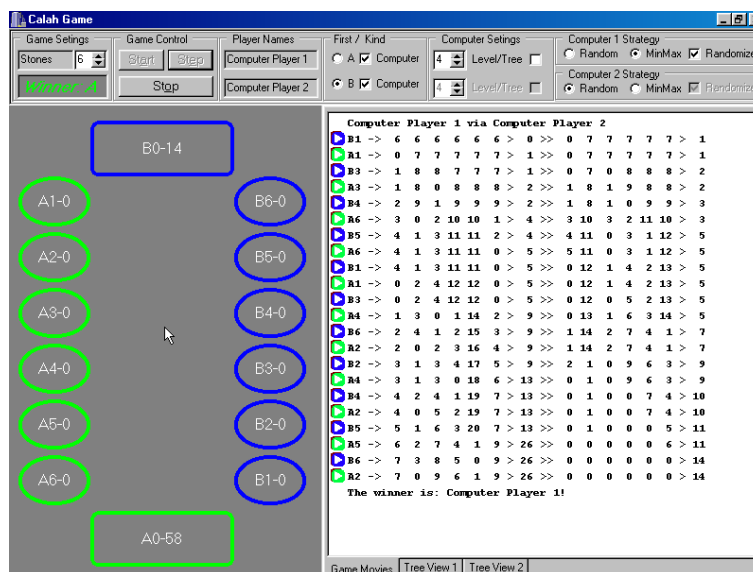 Calah Game
Game Setings
Game Control
Player Names
First / Kind
Computer Setings
Computer 1 Strategy
Stones 6
Start Step
Computer Player 1
A Computer
4 Level/Tree
Random MinMax Randomize
Winner: A
Stop
Computer Player 2
B Computer
4 Level/Tree
Computer 2 Strategy
Random MinMax Randomize
B0-14
A1-0 B6-0
A2-0 B5-0
A3-0 B4-0
A4-0 B3-0
A5-0 B2-0
A6-0 B1-0
A0-58
Computer Player 1 via Computer Player 2
B1 -> 6 6 6 6 6 6 > 0 >> 0 7 7 7 7 7 > 1
A1 -> 0 7 7 7 7 7 > 1 >> 0 7 7 7 7 7 > 1
B3 -> 1 8 8 7 7 7 > 1 >> 0 7 0 8 8 8 > 2
A3 -> 1 8 0 8 8 8 > 2 >> 1 8 1 9 8 8 > 2
B4 -> 2 9 1 9 9 9 > 2 >> 1 8 1 0 9 9 > 3
A6 -> 3 0 2 10 10 1 > 4 >> 3 10 3 2 11 10 > 3
B5 -> 4 1 3 11 11 2 > 4 >> 4 11 0 3 1 12 > 5
A6 -> 4 1 3 11 11 0 > 5 >> 5 11 0 3 1 12 > 5
B1 -> 4 1 3 11 11 0 > 5 >> 0 12 1 4 2 13 > 5
A1 -> 0 2 4 12 12 0 > 5 >> 0 12 1 4 2 13 > 5
B3 -> 0 2 4 12 12 0 > 5 >> 0 12 0 5 2 13 > 5
A4 -> 1 3 0 1 14 2 > 9 >> 0 13 1 6 3 14 > 5
B6 -> 2 4 1 2 15 3 > 9 >> 1 14 2 7 4 1 > 7
A2 -> 2 0 2 3 16 4 > 9 >> 1 14 2 7 4 1 > 7
B2 -> 3 1 3 4 17 5 > 9 >> 2 1 0 9 6 3 > 9
A4 -> 3 1 3 0 18 6 > 13 >> 0 1 0 9 6 3 > 9
B4 -> 4 2 4 1 19 7 > 13 >> 0 1 0 0 7 4 > 10
A2 -> 4 0 5 2 19 7 > 13 >> 0 1 0 0 7 4 > 10
B5 -> 5 1 6 3 20 7 > 13 >> 0 1 0 0 0 5 > 11
A5 -> 6 2 7 4 1 9 > 26 >> 0 0 0 0 0 6 > 11
B6 -> 7 3 8 5 0 9 > 26 >> 0 0 0 0 0 0 > 14
A2 -> 7 0 9 6 1 9 > 26 >> 0 0 0 0 0 0 > 14
The winner is: Computer Player 1!
Game Movies Tree View 1 Tree View 2